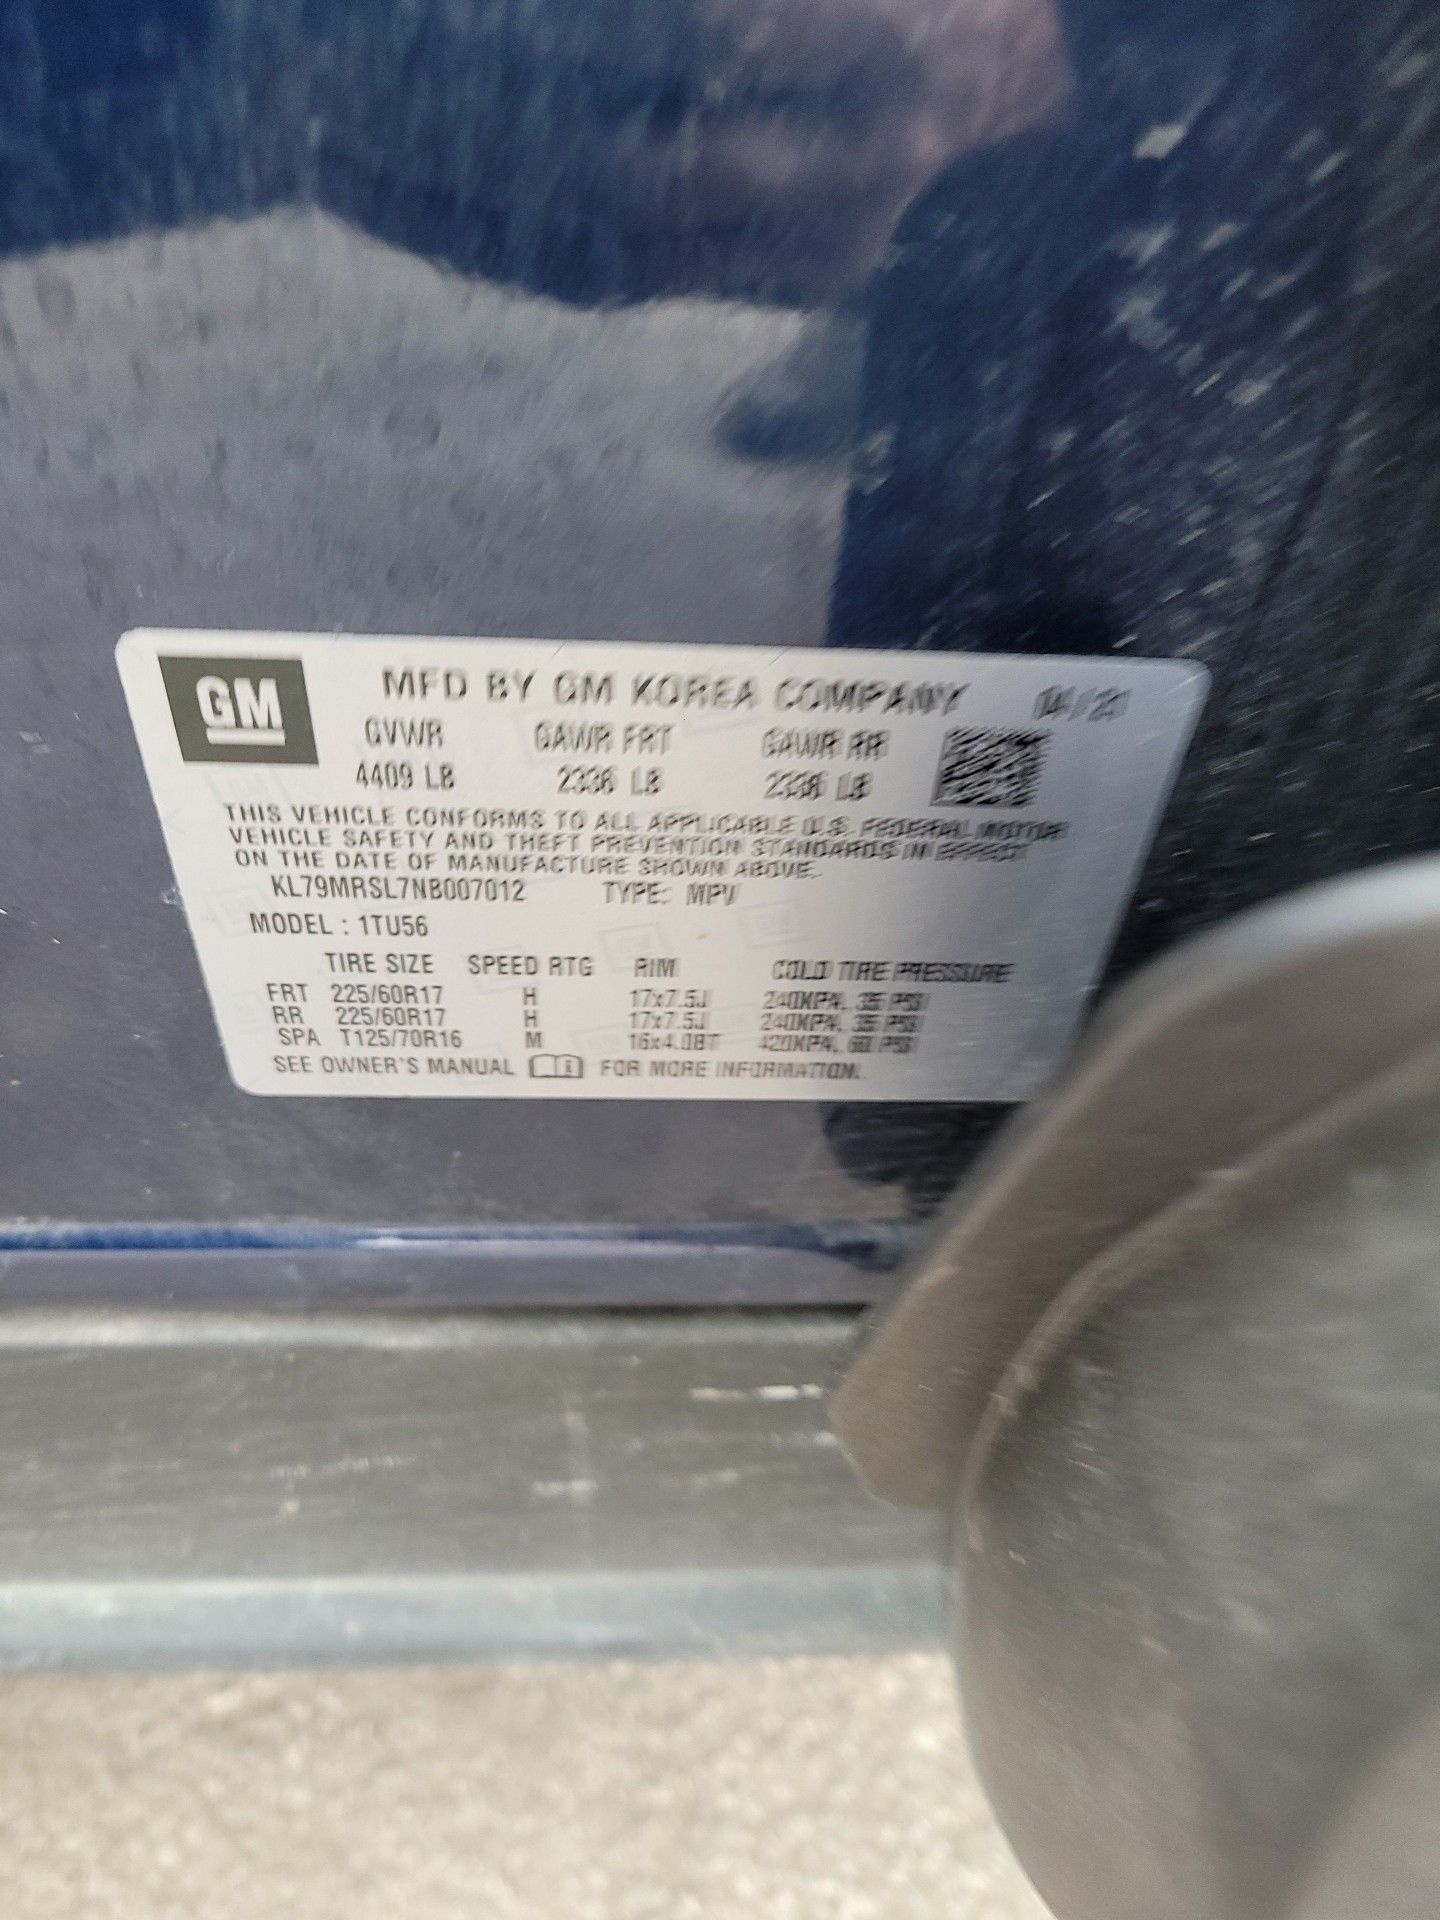 GM MFD BY GM KOREA COMPANY 04/21
GVWR GAWR FRT GAWR RR
4409 LB 2336 LB 2336 LB
THIS VEHICLE CONFORMS TO ALL APPLICABLE U.S. FEDERAL MOTOR
VEHICLE SAFETY AND THEFT PREVENTION STANDARDS IN EFFECT
ON THE DATE OF MANUFACTURE SHOWN ABOVE.
KL79MRSL7NB007012 TYPE: MPV
MODEL : 1TU56
TIRE SIZE SPEED RTG RIM COLD TIRE PRESSURE
FRT 225/60R17 H 17x7.5J 240KPA, 35 PSI
RR 225/60R17 H 17x7.5J 240KPA, 35 PSI
SPA T125/70R16 M 16x4.0BT 420KPA, 60 PSI
SEE OWNER'S MANUAL FOR MORE INFORMATION.